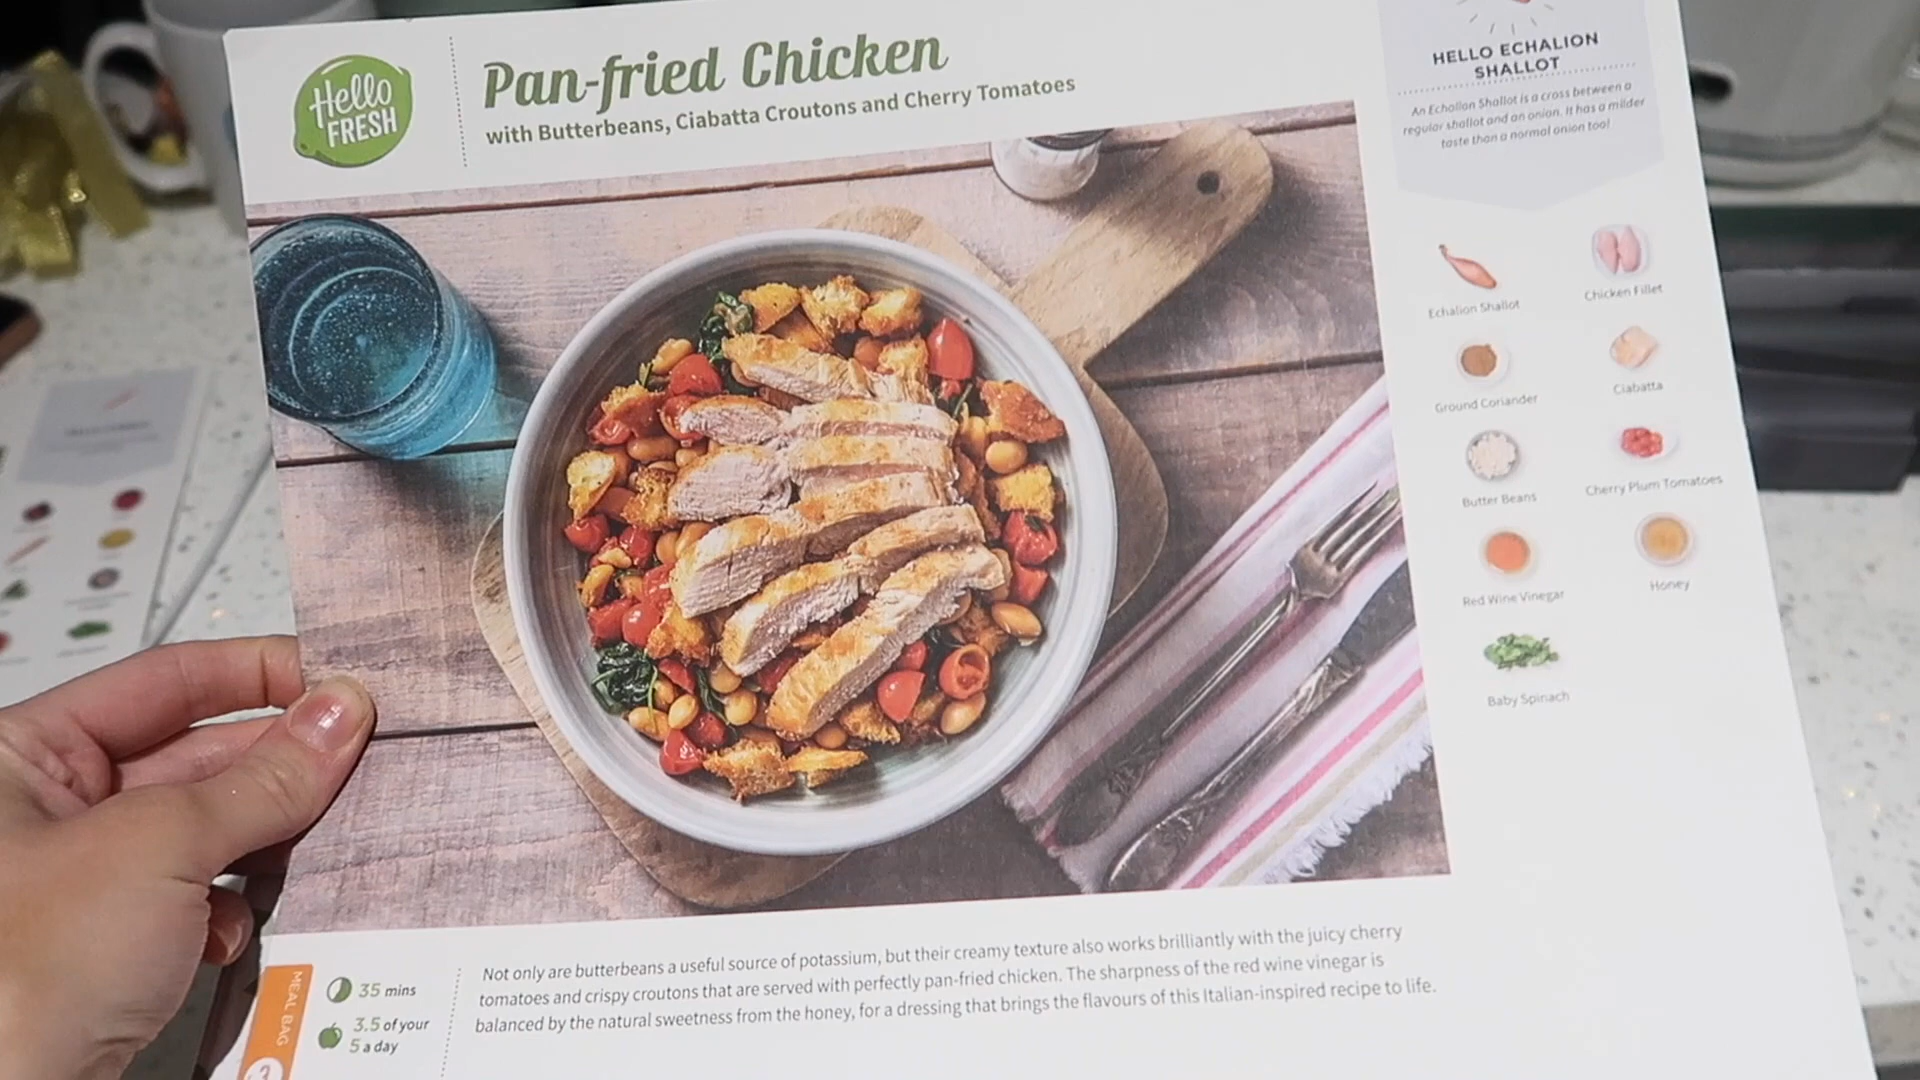 Hello
FRESH
Pan-fried Chicken
with Butterbeans, Ciabatta Croutons and Cherry Tomatoes
HELLO ECHALION
SHALLOT
An Echalion Shallot is a cross between a
regular shallot and an onion. It has a milder
taste than a normal onion too!
Echalion Shallot
Chicken Fillet
Ground Coriander
Ciabatta
Butter Beans
Cherry Plum Tomatoes
Red Wine Vinegar
Honey
Baby Spinach
MEAL BAG
35 mins
3.5 of your
5 a day
Not only are butterbeans a useful source of potassium, but their creamy texture also works brilliantly with the juicy cherry
tomatoes and crispy croutons that are served with perfectly pan-fried chicken. The sharpness of the red wine vinegar is
balanced by the natural sweetness from the honey, for a dressing that brings the flavours of this Italian-inspired recipe to life.